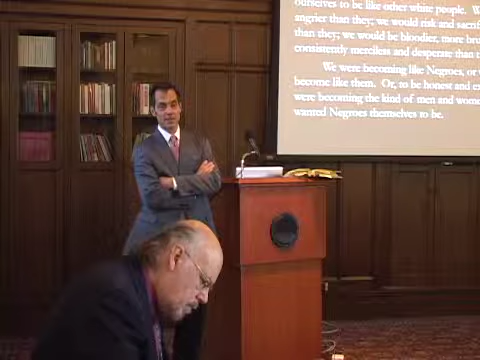 ourselves to be like other white people. W
angrier than they; we would risk and sacrif
than they; we would be bloodier, more bru
consistently merciless and desperate than t
We were becoming like Negroes, or
become like them. Or, to be honest and ex
were becoming the kind of men and wome
wanted Negroes themselves to be.